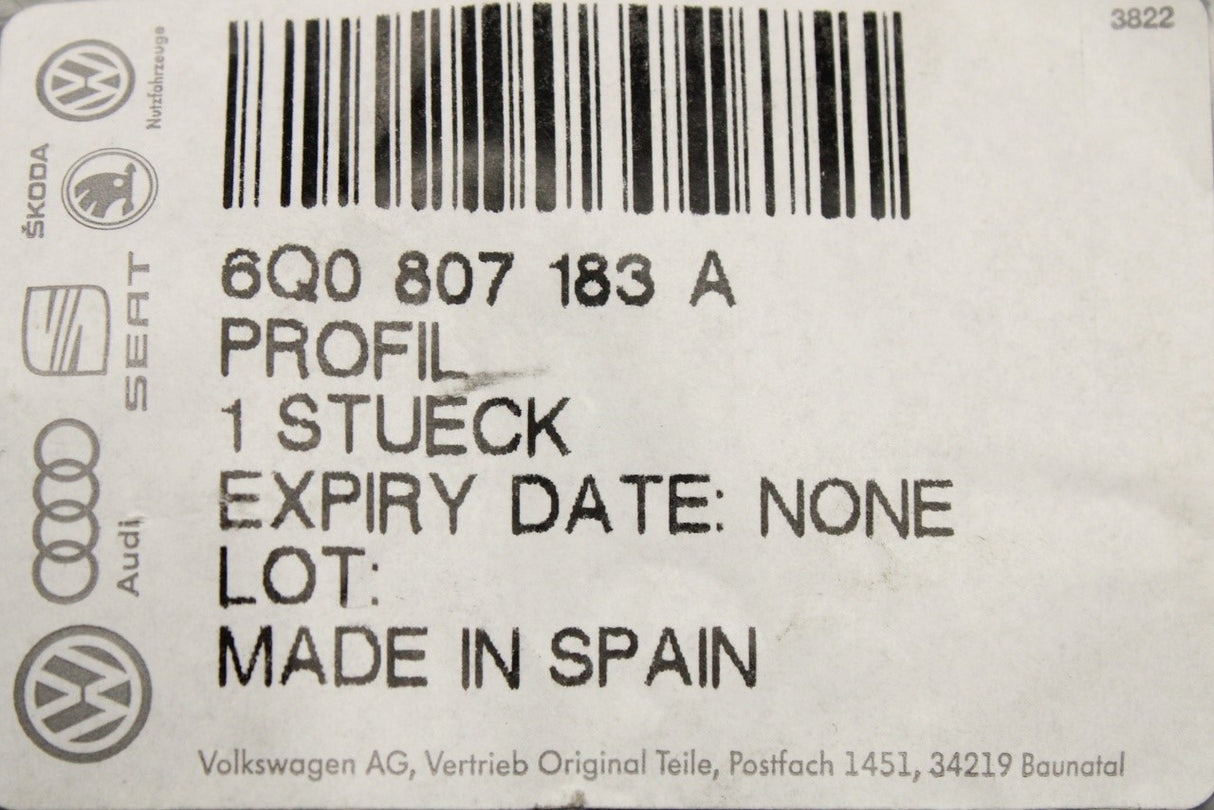 3822
Nutzfahrzeuge
ŠKODA
SEAT
Audi
6Q0 807 183 A
PROFIL
1 STUECK
EXPIRY DATE: NONE
LOT:
MADE IN SPAIN
Volkswagen AG, Vertrieb Original Teile, Postfach 1451, 34219 Baunatal